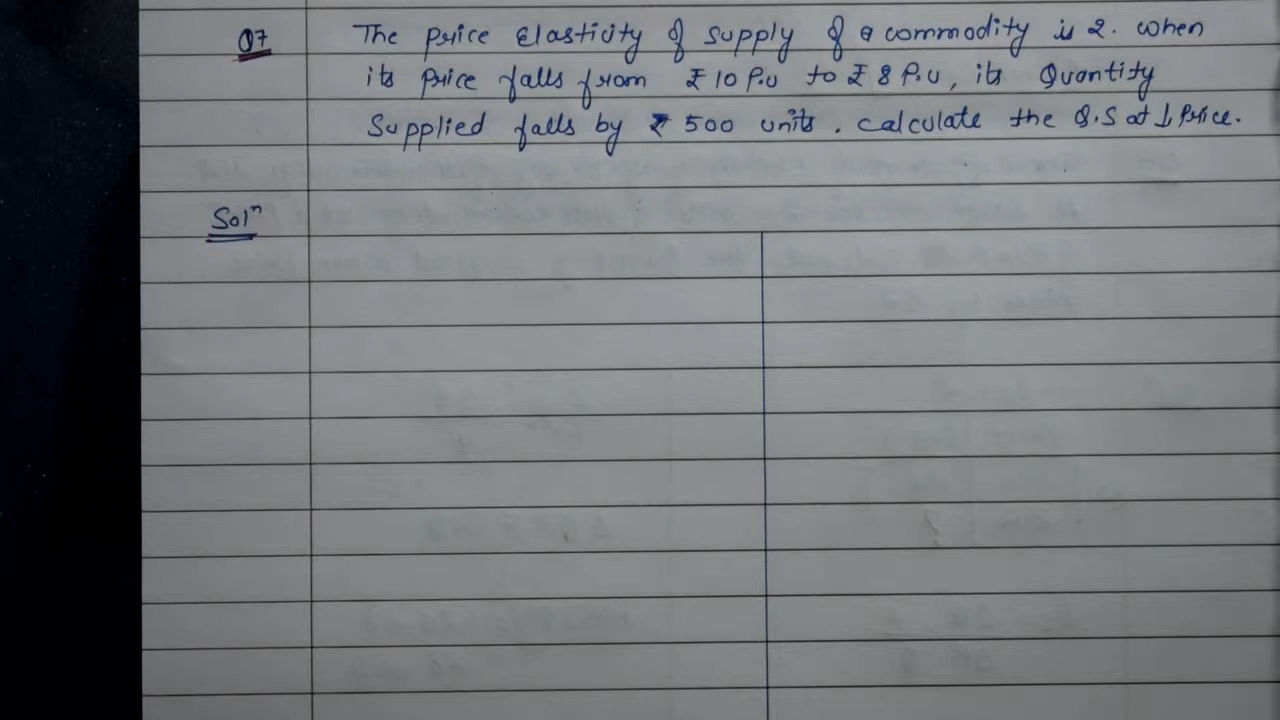 Q7 The price Elasticity of supply of a commodity is 2. when
its price falls from ₹ 10 P.U to ₹ 8 P.U, its Quantity
Supplied falls by ₹ 500 units. calculate the Q.S at ↓ Price.
Solⁿ